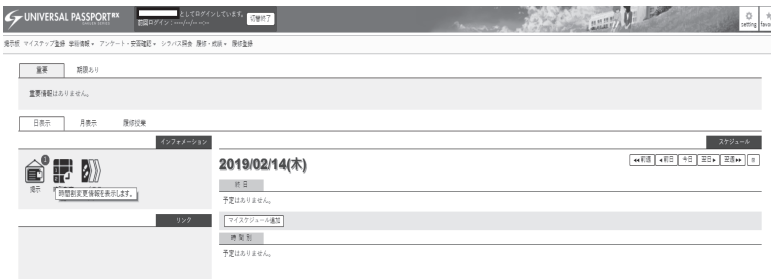 UNIVERSAL PASSPORT RX
としてログインしています。
前回ログイン：----/--/-- --:--
切替終了
setting
掲示板 マイステップ登録 学籍情報 アンケート・安否確認 シラバス照会 履修・成績 履修登録
重要 期限あり
重要情報はありません。
日表示 月表示 履修授業
インフォメーション
スケジュール
1
掲示
時間割変更情報を表示します。
リンク
2019/02/14(木)
前週 前日 今日 翌日 翌週
終日
予定はありません。
マイスケジュール追加
時間別
予定はありません。